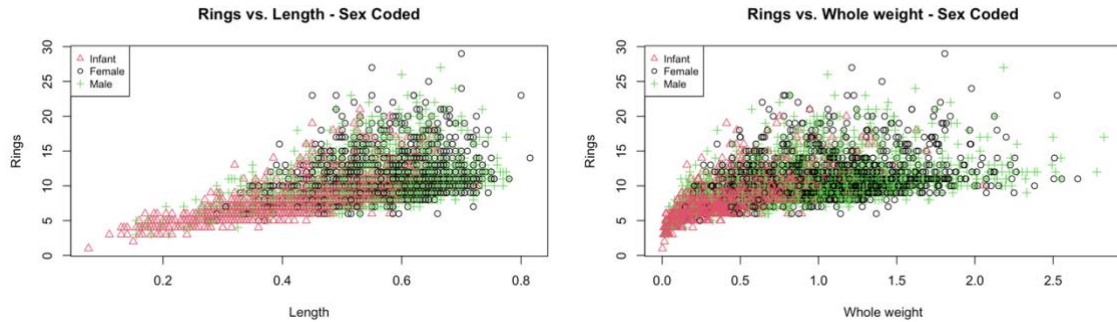 Rings vs. Length - Sex Coded
Infant
Female
Male
Rings
30
25
20
15
10
5
0
0.2 0.4 0.6 0.8
Length
Rings vs. Whole weight - Sex Coded
Infant
Female
Male
Rings
30
25
20
15
10
5
0
0.0 0.5 1.0 1.5 2.0 2.5
Whole weight